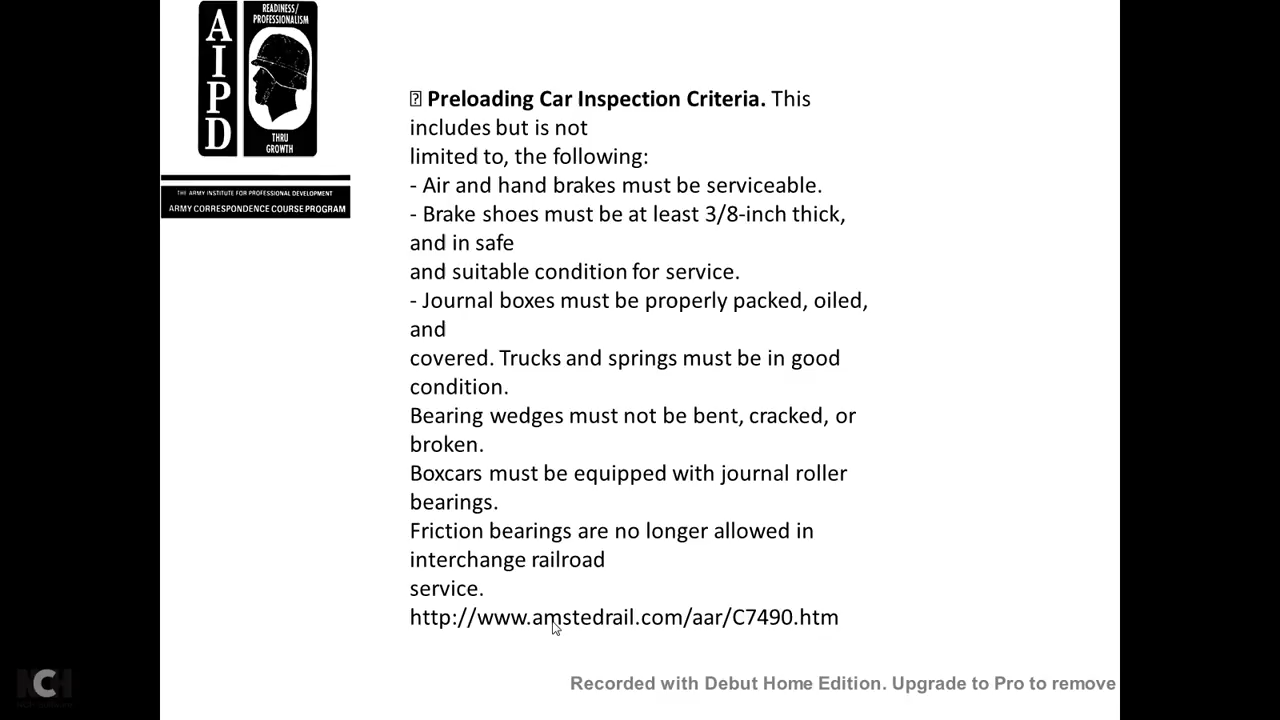 READINESS/
PROFESSIONALISM
AIPD
THRU
GROWTH
THE ARMY INSTITUTE FOR PROFESSIONAL DEVELOPMENT
ARMY CORRESPONDENCE COURSE PROGRAM
Preloading Car Inspection Criteria. This
includes but is not
limited to, the following:
- Air and hand brakes must be serviceable.
- Brake shoes must be at least 3/8-inch thick,
and in safe
and suitable condition for service.
- Journal boxes must be properly packed, oiled,
and
covered. Trucks and springs must be in good
condition.
Bearing wedges must not be bent, cracked, or
broken.
Boxcars must be equipped with journal roller
bearings.
Friction bearings are no longer allowed in
interchange railroad
service.
http://www.amstedrail.com/aar/C7490.htm
Recorded with Debut Home Edition. Upgrade to Pro to remove